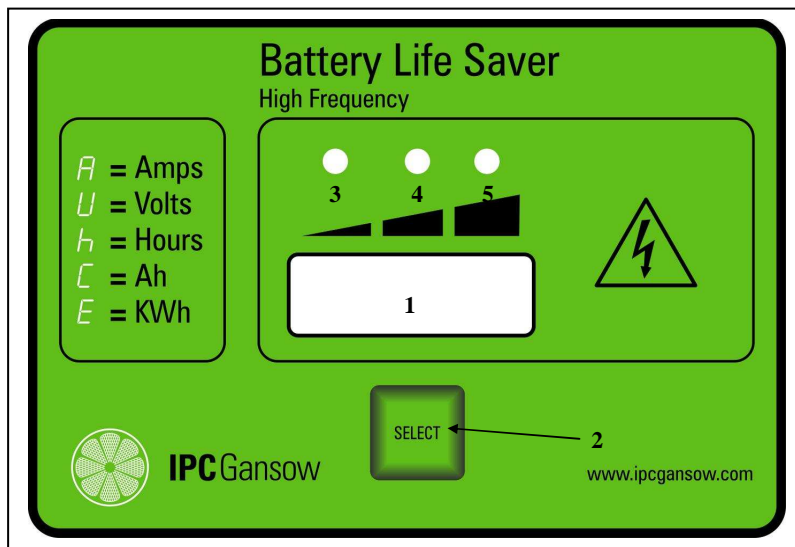 Battery Life Saver
High Frequency
A = Amps
U = Volts
h = Hours
C = Ah
E = KWh
3 4 5
1
SELECT
2
IPC Gansow
www.ipcgansow.com